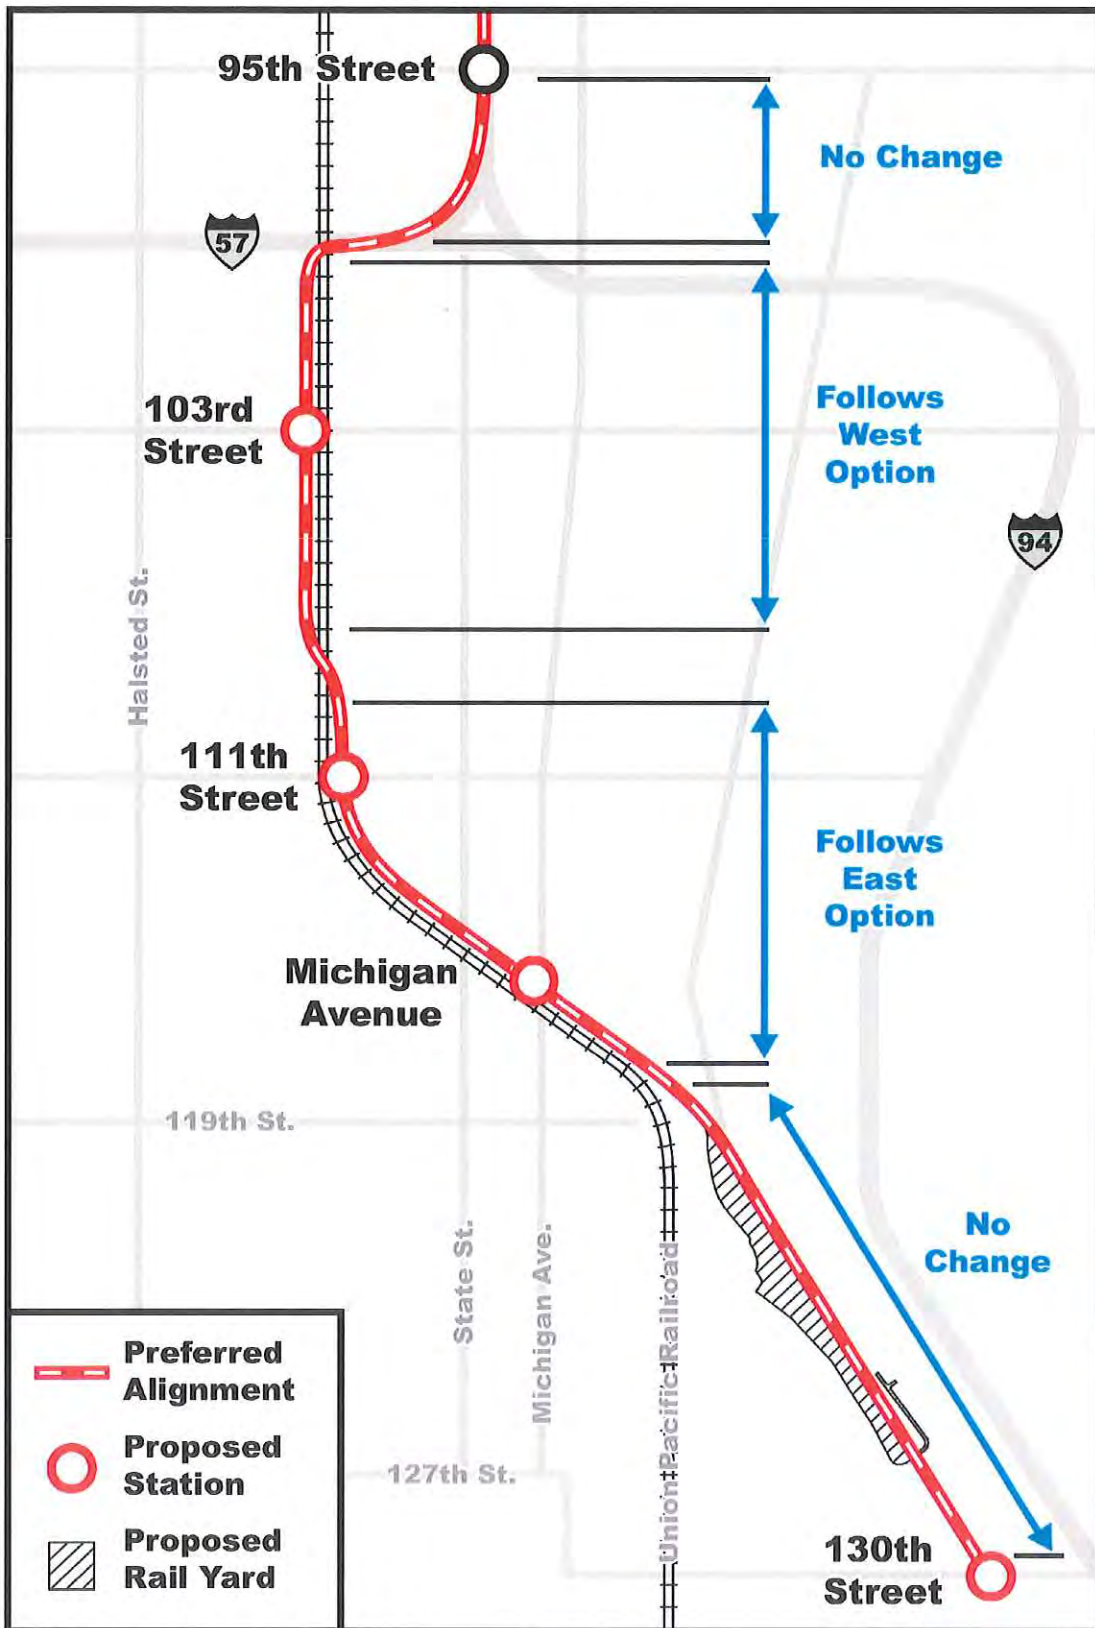 95th Street
No Change
57
103rd
Street
Follows
West
Option
94
Halsted St.
111th
Street
Follows
East
Option
Michigan
Avenue
119th St.
No
Change
State St.
Michigan Ave.
Union Pacific Railroad
Preferred
Alignment
Proposed
Station
Proposed
Rail Yard
127th St.
130th
Street